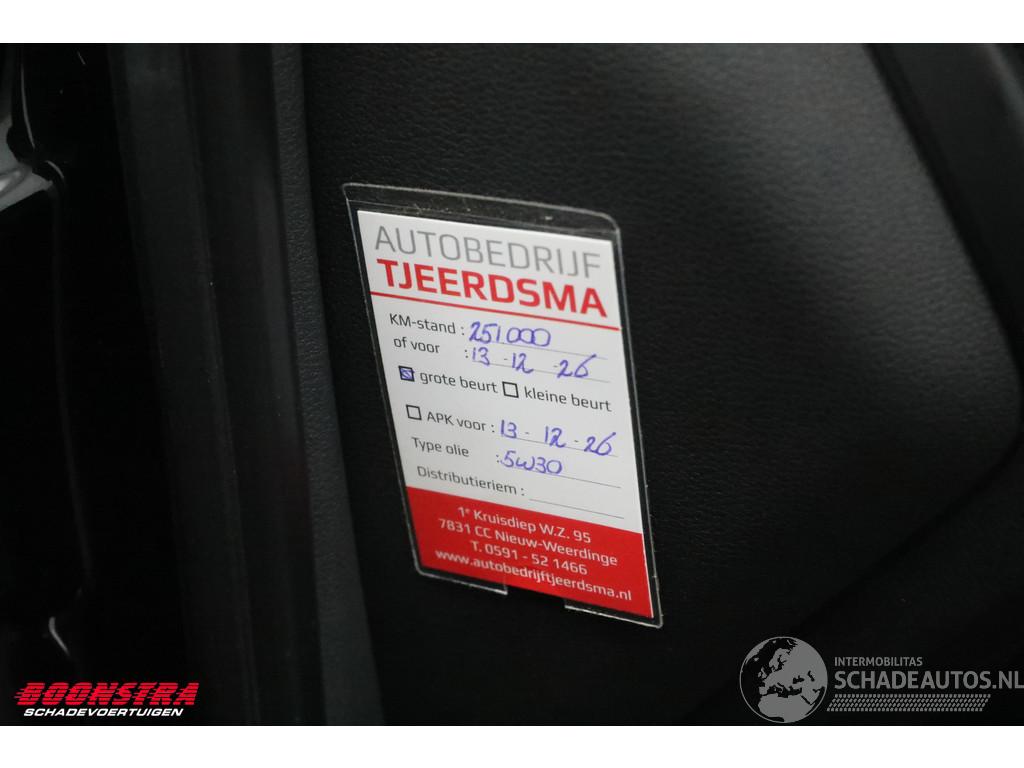 AUTOBEDRIJF
TJEERDSMA
KM-stand : 251000
of voor : 13-12-26
grote beurt kleine beurt
APK voor : 13-12-26
Type olie : 5W30
Distributieriem :
1e Kruisdiep W.Z. 95
7831 CC Nieuw-Weerdinge
T. 0591 - 52 1466
www.autobedrijftjeerdsma.nl
BOONSTRA
SCHADEVOERTUIGEN
INTERMOBILITAS
SCHADEAUTOS.NL